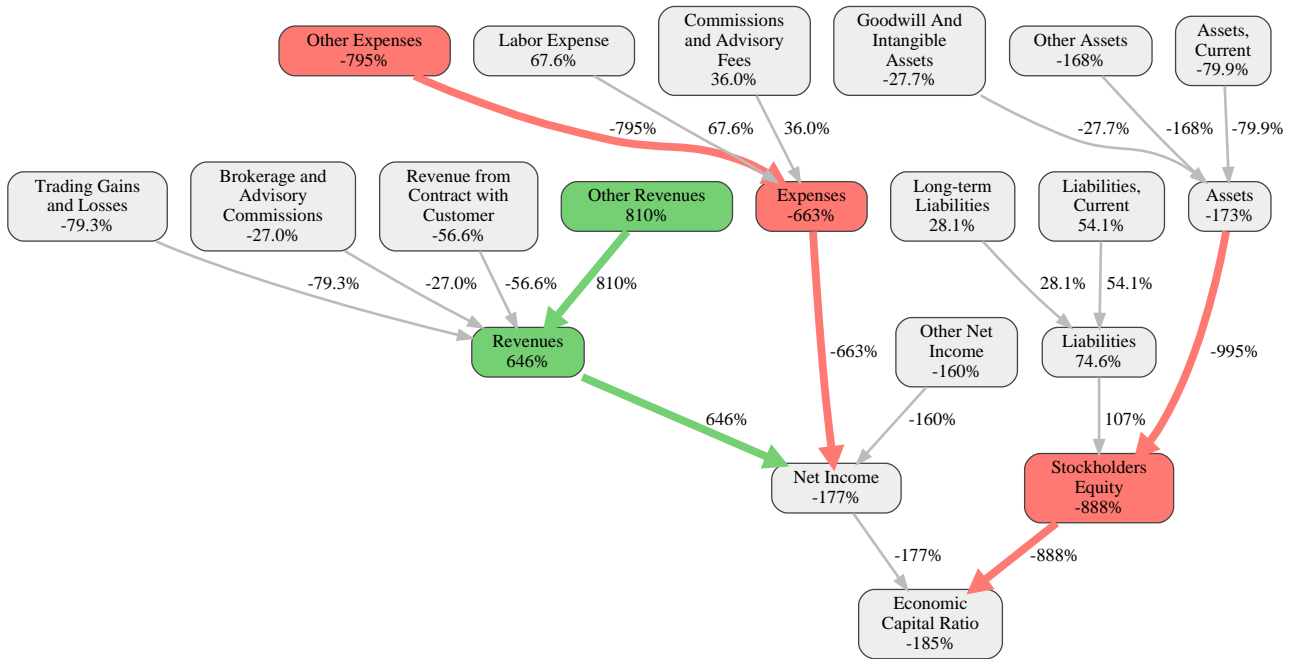 Other Expenses
-795%
Labor Expense
67.6%
Commissions
and Advisory
Fees
36.0%
Goodwill And
Intangible
Assets
-27.7%
Other Assets
-168%
Assets,
Current
-79.9%
-795%
67.6%
36.0%
-27.7%
-168%
-79.9%
Trading Gains
and Losses
-79.3%
Brokerage and
Advisory
Commissions
-27.0%
Revenue from
Contract with
Customer
-56.6%
Other Revenues
810%
Expenses
-663%
Long-term
Liabilities
28.1%
Liabilities,
Current
54.1%
Assets
-173%
-79.3%
-27.0%
-56.6%
810%
28.1%
54.1%
Revenues
646%
-663%
Other Net
Income
-160%
Liabilities
74.6%
-995%
646%
-160%
107%
Net Income
-177%
Stockholders
Equity
-888%
-177%
-888%
Economic
Capital Ratio
-185%